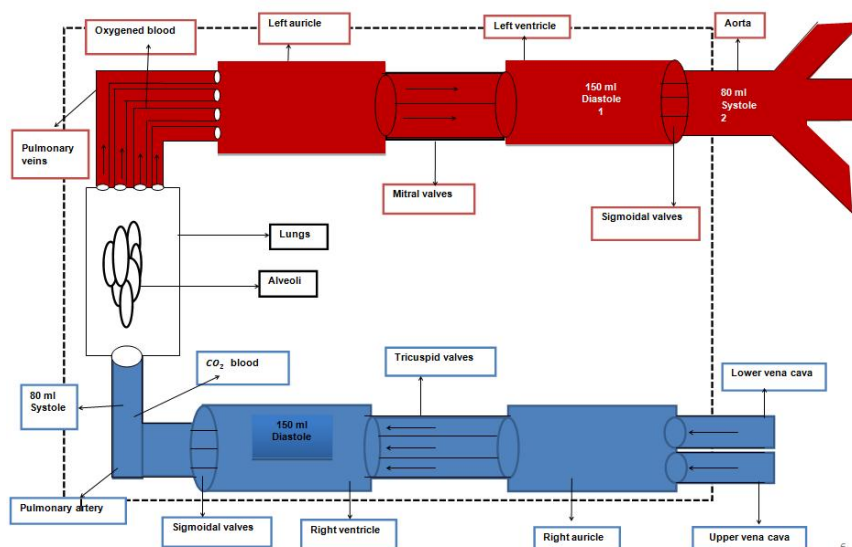 Oxygened blood
Left auricle
Left ventricle
Aorta
150 ml
Diastole
1
80 ml
Systole
2
Pulmonary
veins
Mitral valves
Sigmoidal valves
Lungs
Alveoli
CO₂ blood
Tricuspid valves
Lower vena cava
80 ml
Systole
150 ml
Diastole
Pulmonary artery
Sigmoidal valves
Right ventricle
Right auricle
Upper vena cava